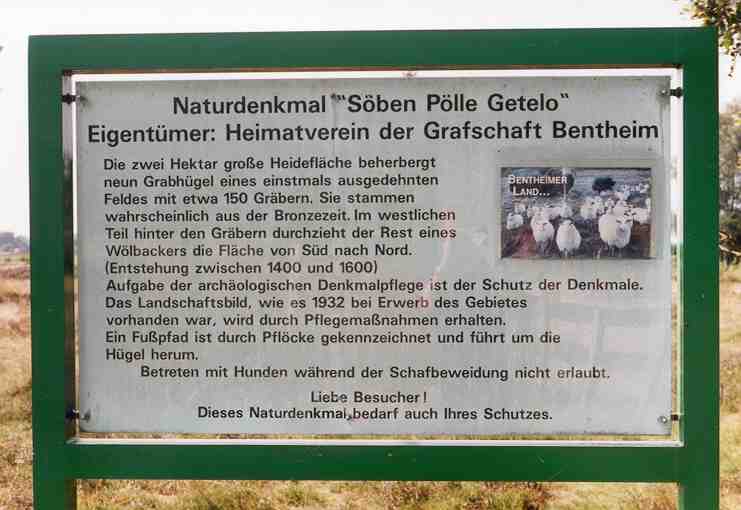 Naturdenkmal "Söben Pölle Getelo"
Eigentümer: Heimatverein der Grafschaft Bentheim
Die zwei Hektar große Heidefläche beherbergt
neun Grabhügel eines einstmals ausgedehnten
Feldes mit etwa 150 Gräbern. Sie stammen
wahrscheinlich aus der Bronzezeit. Im westlichen
Teil hinter den Gräbern durchzieht der Rest eines
Wölbackers die Fläche von Süd nach Nord.
(Entstehung zwischen 1400 und 1600)
BENTHEIMER
LAND...
Aufgabe der archäologischen Denkmalpflege ist der Schutz der Denkmale.
Das Landschaftsbild, wie es 1932 bei Erwerb des Gebietes
vorhanden war, wird durch Pflegemaßnahmen erhalten.
Ein Fußpfad ist durch Pflöcke gekennzeichnet und führt um die
Hügel herum.
Betreten mit Hunden während der Schafbeweidung nicht erlaubt.
Liebe Besucher!
Dieses Naturdenkmal bedarf auch Ihres Schutzes.